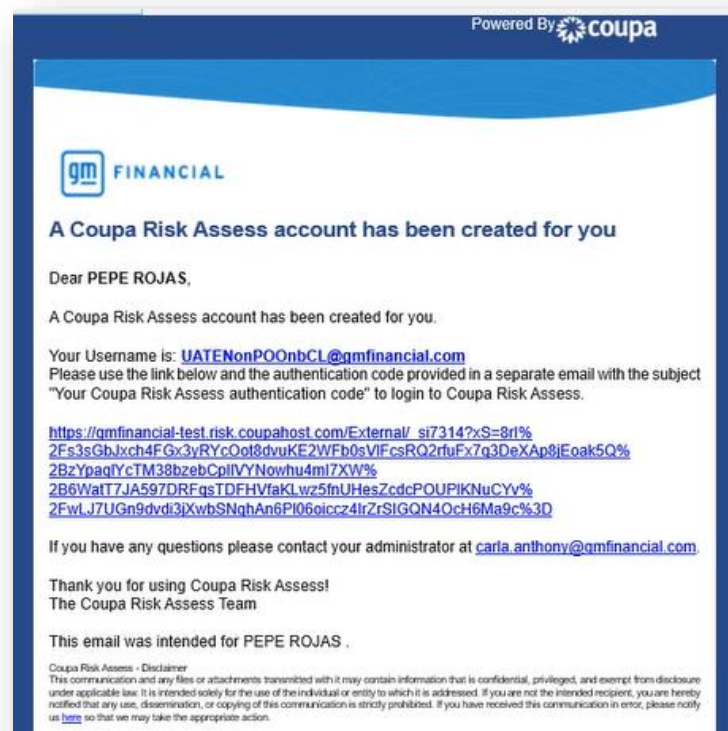 Powered By coupa
gm FINANCIAL
A Coupa Risk Assess account has been created for you
Dear PEPE ROJAS,
A Coupa Risk Assess account has been created for you.
Your Username is: UATENonPOOnbCL@gmfinancial.com
Please use the link below and the authentication code provided in a separate email with the subject
"Your Coupa Risk Assess authentication code" to login to Coupa Risk Assess.
https://gmfinancial-test.risk.coupahost.com/External/_si7314?xS=8rI%
2Fs3sGbJxch4FGx3yRYcOot8dvuKE2WFb0sVlFcsRQ2rfuFx7q3DeXAp8jEoak5Q%
2BzYpaqlYcTM38bzebCpllVYNowhu4ml7XW%
2B6WatT7JA597DRFqsTDFHVfaKLwz5fnUHesZcdcPOUPlKNuCYv%
2FwLJ7UGn9dvdi3jXwbSNqhAn6Pl06oiccz4lrZrSIGQN4OcH6Ma9c%3D
If you have any questions please contact your administrator at carla.anthony@gmfinancial.com.
Thank you for using Coupa Risk Assess!
The Coupa Risk Assess Team
This email was intended for PEPE ROJAS .
Coupa Risk Assess - Disclaimer
This communication and any files or attachments transmitted with it may contain information that is confidential, privileged, and exempt from disclosure
under applicable law. It is intended solely for the use of the individual or entity to which it is addressed. If you are not the intended recipient, you are hereby
notified that any use, dissemination, or copying of this communication is strictly prohibited. If you have received this communication in error, please notify
us here so that we may take the appropriate action.